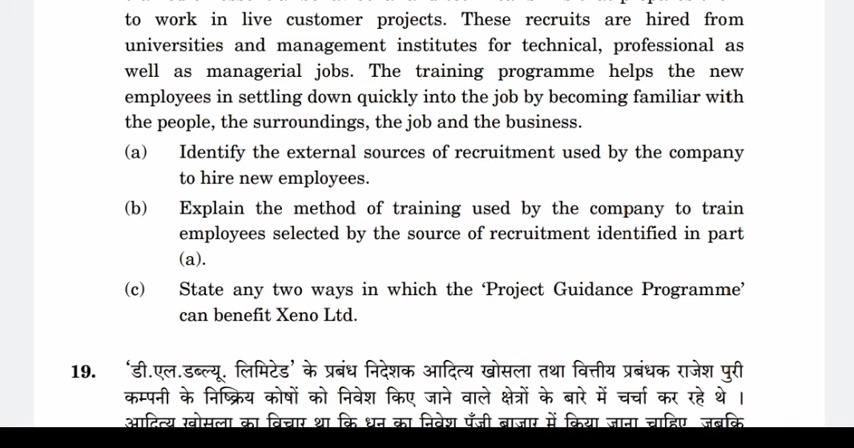 to work in live customer projects. These recruits are hired from
universities and management institutes for technical, professional as
well as managerial jobs. The training programme helps the new
employees in settling down quickly into the job by becoming familiar with
the people, the surroundings, the job and the business.
(a) Identify the external sources of recruitment used by the company
to hire new employees.
(b) Explain the method of training used by the company to train
employees selected by the source of recruitment identified in part
(a).
(c) State any two ways in which the ‘Project Guidance Programme’
can benefit Xeno Ltd.
19. ‘डी.एल.डब्ल्यू. लिमिटेड’ के प्रबंध निदेशक आदित्य खोसला तथा वित्तीय प्रबंधक राजेश पुरी
कम्पनी के निष्क्रिय कोषों को निवेश किए जाने वाले क्षेत्रों के बारे में चर्चा कर रहे थे ।
आदित्य खोसला का विचार था कि धन का निवेश पूँजी बाजार में किया जाना चाहिए जबकि